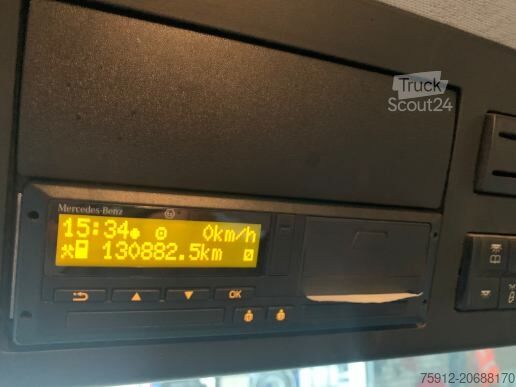 Truck
Scout24
Mercedes-Benz
15:34 0km/h
130882.5km
OK
75912-20688170